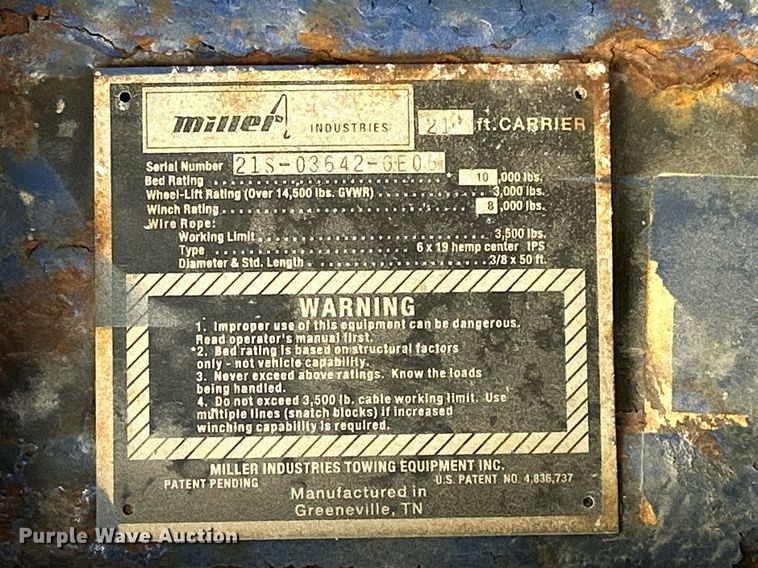 miller INDUSTRIES 21 ft. CARRIER
Serial Number 21S-03642-GE06
Bed Rating 10 ,000 lbs.
Wheel-Lift Rating (Over 14,500 lbs. GVWR) 3,000 lbs.
Winch Rating 8 ,000 lbs.
Wire Rope:
Working Limit 3,500 lbs.
Type 6 x 19 hemp center IPS
Diameter & Std. Length 3/8 x 50 ft.
WARNING
1. Improper use of this equipment can be dangerous.
Read operator's manual first.
*2. Bed rating is based on structural factors
only - not vehicle capability.
3. Never exceed above ratings. Know the loads
being handled.
4. Do not exceed 3,500 lb. cable working limit. Use
multiple lines (snatch blocks) if increased
winching capability is required.
MILLER INDUSTRIES TOWING EQUIPMENT INC.
PATENT PENDING U.S. PATENT NO 4,836,737
Manufactured in
Greeneville, TN
Purple Wave Auction